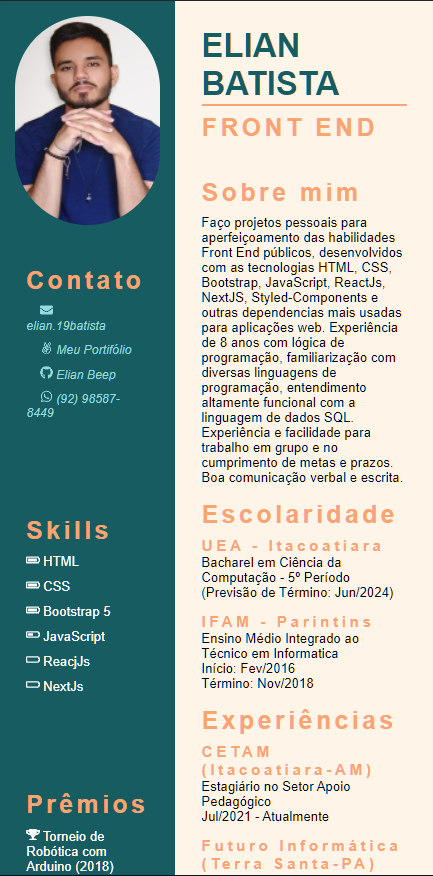 Contato
elian.19batista
Meu Portifólio
Elian Beep
(92) 98587-
8449
Skills
HTML
CSS
Bootstrap 5
JavaScript
ReacjJs
NextJs
Prêmios
Torneio de
Robótica com
Arduino (2018)
ELIAN
BATISTA
FRONT END
Sobre mim
Faço projetos pessoais para
aperfeiçoamento das habilidades
Front End públicos, desenvolvidos
com as tecnologias HTML, CSS,
Bootstrap, JavaScript, ReactJs,
NextJS, Styled-Components e
outras dependencias mais usadas
para aplicações web. Experiência
de 8 anos com lógica de
programação, familiarização com
diversas linguagens de
programação, entendimento
altamente funcional com a
linguagem de dados SQL.
Experiência e facilidade para
trabalho em grupo e no
cumprimento de metas e prazos.
Boa comunicação verbal e escrita.
Escolaridade
UEA - Itacoatiara
Bacharel em Ciência da
Computação - 5º Período
(Previsão de Término: Jun/2024)
IFAM - Parintins
Ensino Médio Integrado ao
Técnico em Informatica
Início: Fev/2016
Término: Nov/2018
Experiências
CETAM
(Itacoatiara-AM)
Estagiário no Setor Apoio
Pedagógico
Jul/2021 - Atualmente
Futuro Informática
(Terra Santa-PA)